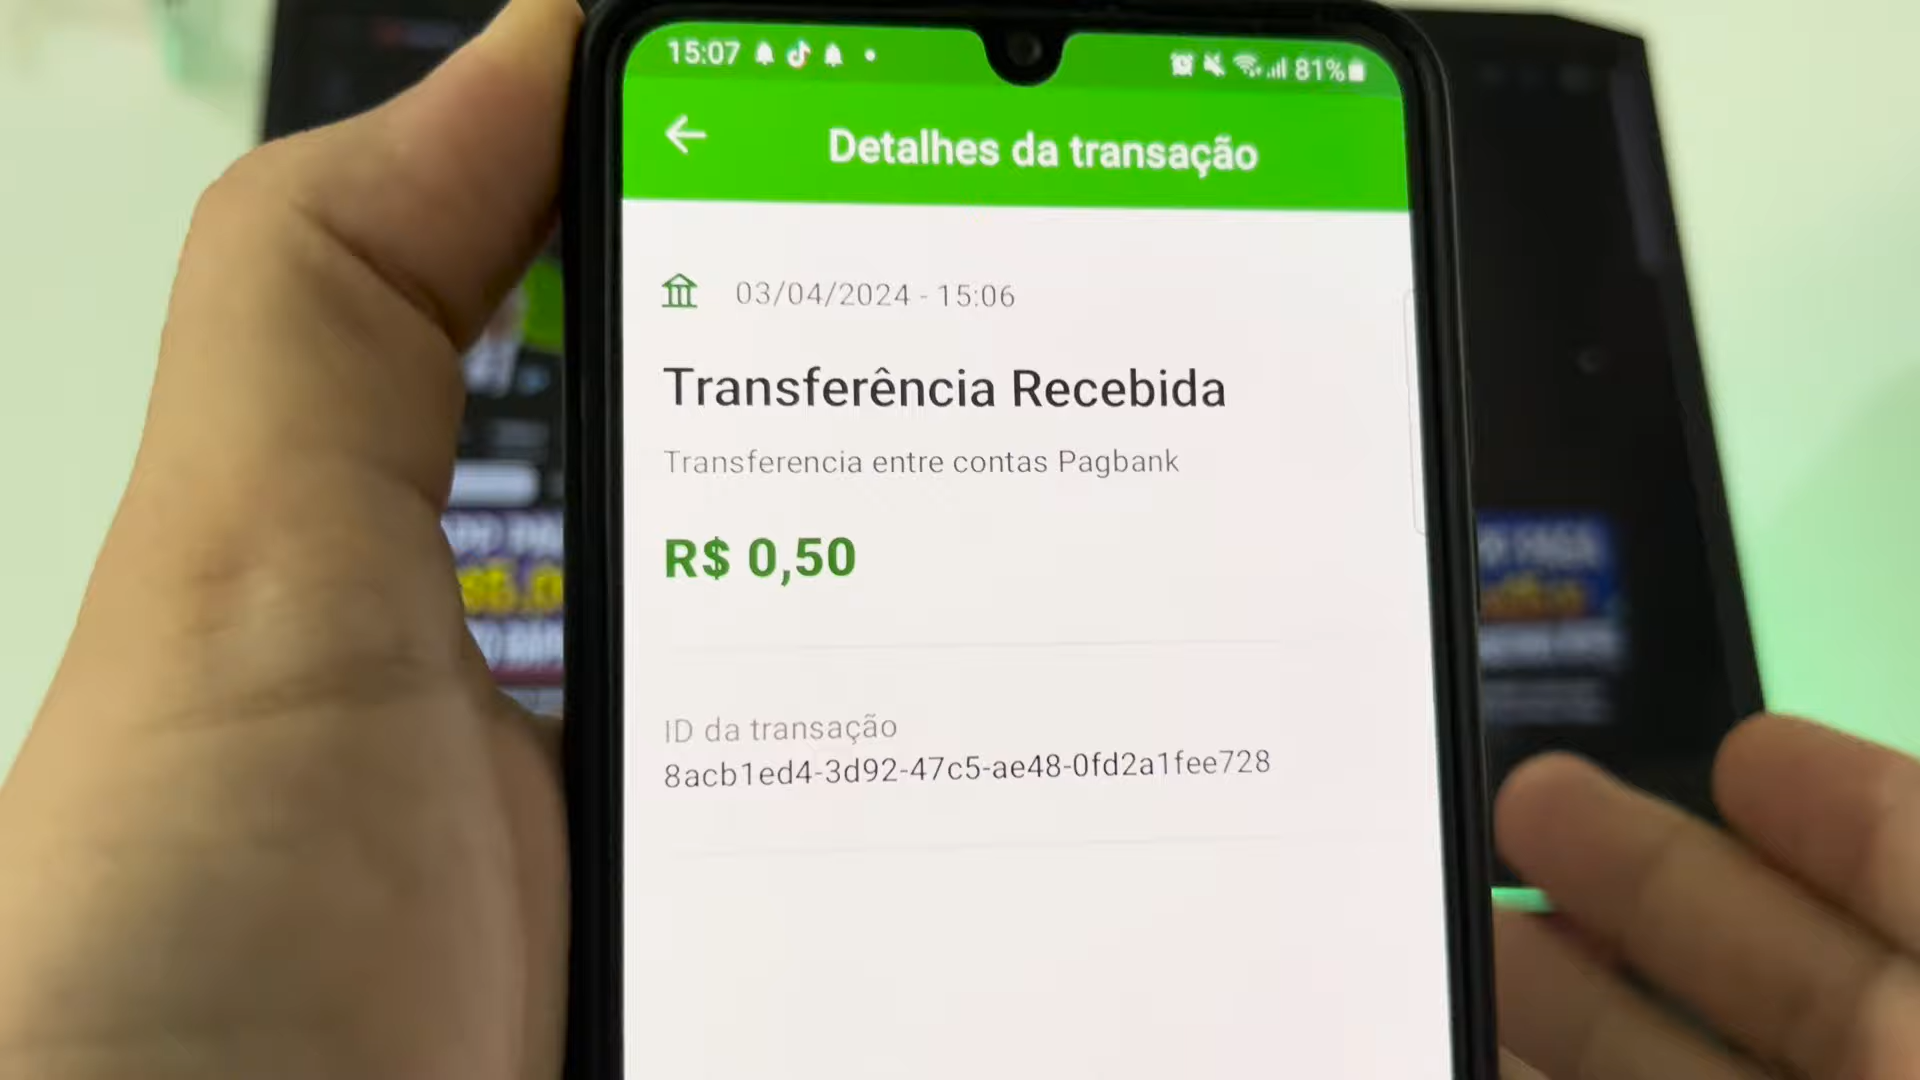 15:07
81%
Detalhes da transação
03/04/2024 - 15:06
Transferência Recebida
Transferencia entre contas Pagbank
R$ 0,50
ID da transação
8acb1ed4-3d92-47c5-ae48-0fd2a1fee728